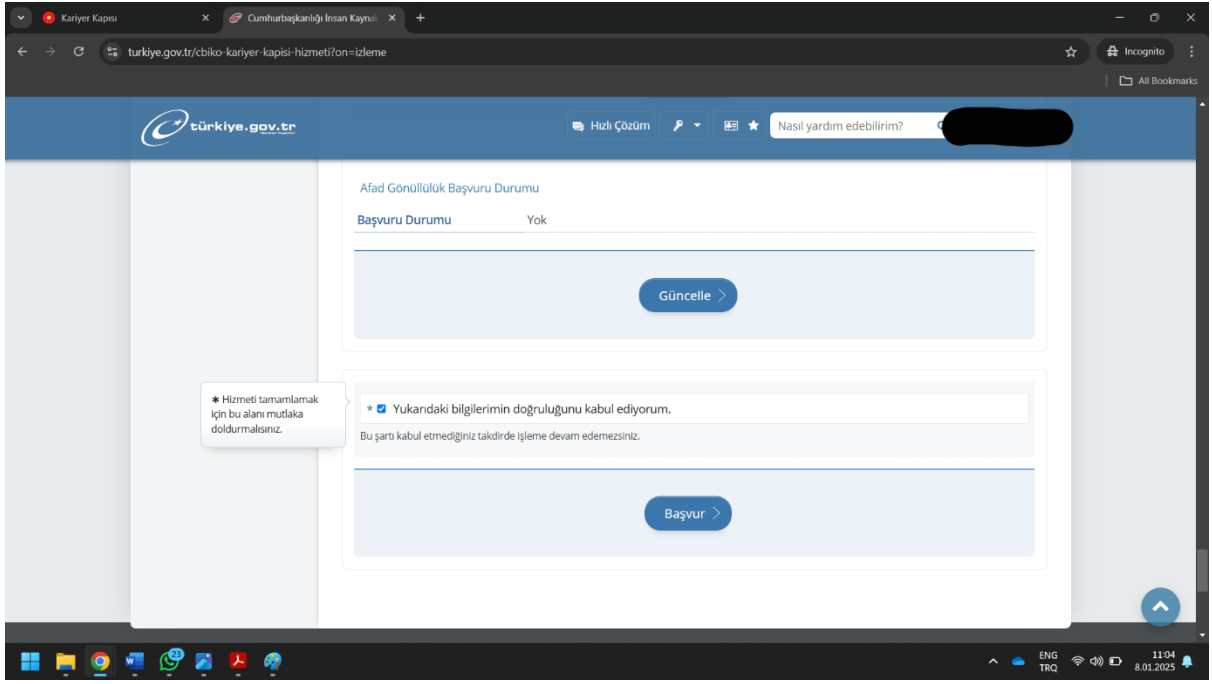 Kariyer Kapısı
Cumhurbaşkanlığı İnsan Kaynak
turkiye.gov.tr/cbiko-kariyer-kapisi-hizmeti?on=izleme
Incognito
All Bookmarks
türkiye.gov.tr
Hızlı Çözüm
Nasıl yardım edebilirim?
Afad Gönüllülük Başvuru Durumu
Başvuru Durumu Yok
Güncelle
* Hizmeti tamamlamak
için bu alanı mutlaka
doldurmalısınız.
* Yukarıdaki bilgilerimin doğruluğunu kabul ediyorum.
Bu şartı kabul etmediğiniz takdirde işleme devam edemezsiniz.
Başvur
23
ENG
TRQ
11:04
8.01.2025